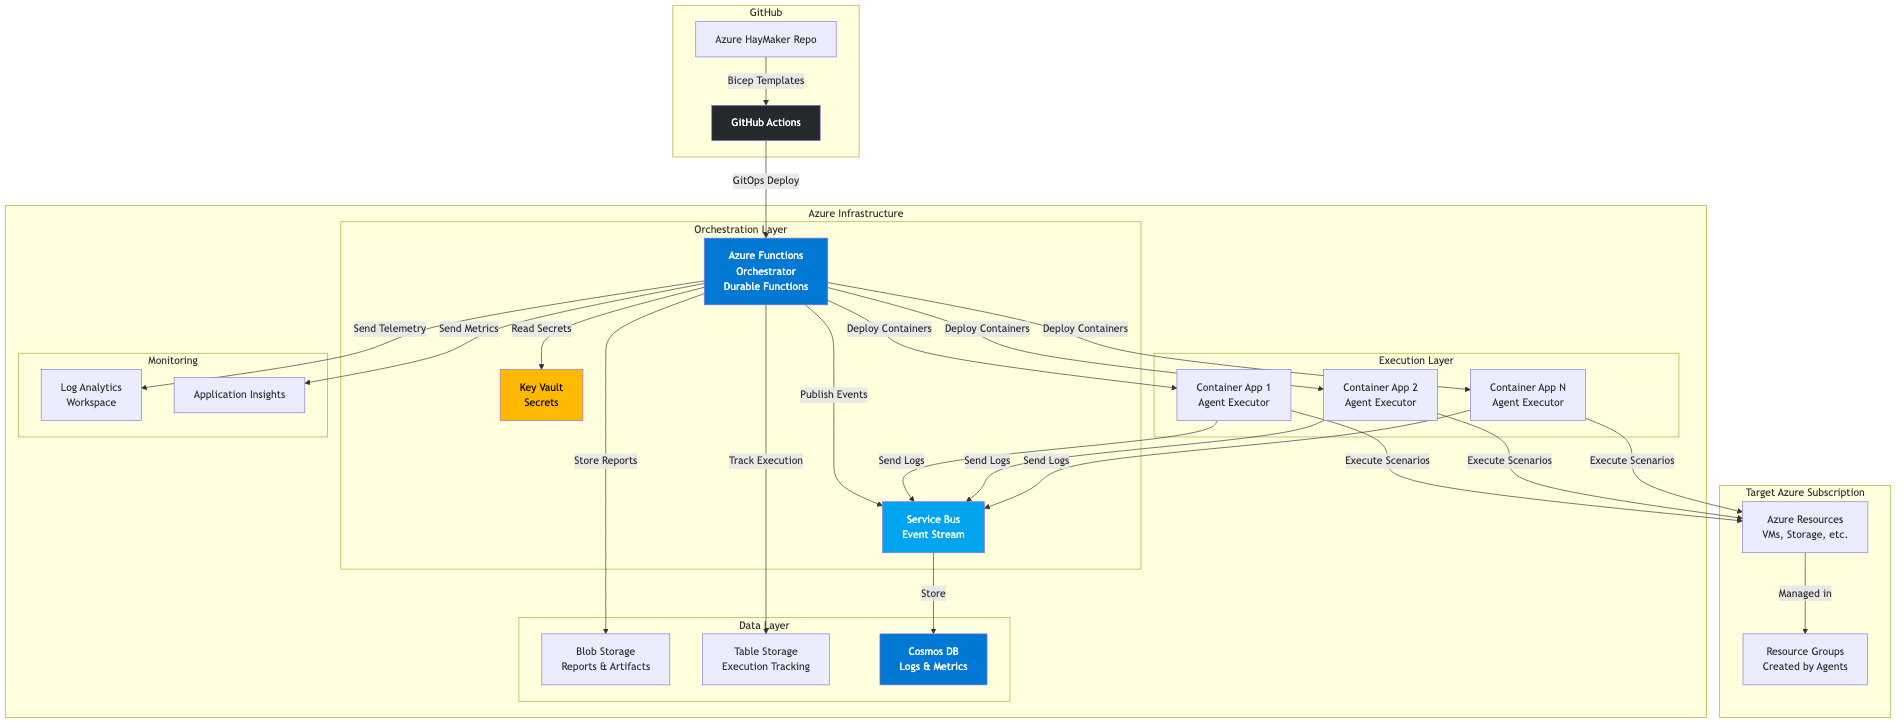 GitHub
Azure HayMaker Repo
Bicep Templates
GitHub Actions
GitOps Deploy
Azure Infrastructure
Orchestration Layer
Azure Functions
Orchestrator
Durable Functions
Send Telemetry
Send Metrics
Read Secrets
Deploy Containers
Deploy Containers
Deploy Containers
Monitoring
Log Analytics
Workspace
Application Insights
Key Vault
Secrets
Publish Events
Execution Layer
Container App 1
Agent Executor
Container App 2
Agent Executor
Container App N
Agent Executor
Store Reports
Track Execution
Send Logs
Send Logs
Send Logs
Execute Scenarios
Execute Scenarios
Execute Scenarios
Service Bus
Event Stream
Target Azure Subscription
Azure Resources
VMs, Storage, etc.
Store
Managed in
Data Layer
Blob Storage
Reports & Artifacts
Table Storage
Execution Tracking
Cosmos DB
Logs & Metrics
Resource Groups
Created by Agents